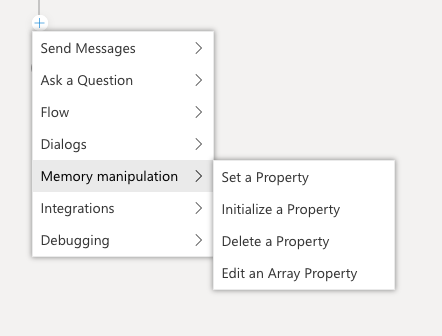 Send Messages
Ask a Question
Flow
Dialogs
Memory manipulation
Integrations
Debugging
Set a Property
Initialize a Property
Delete a Property
Edit an Array Property